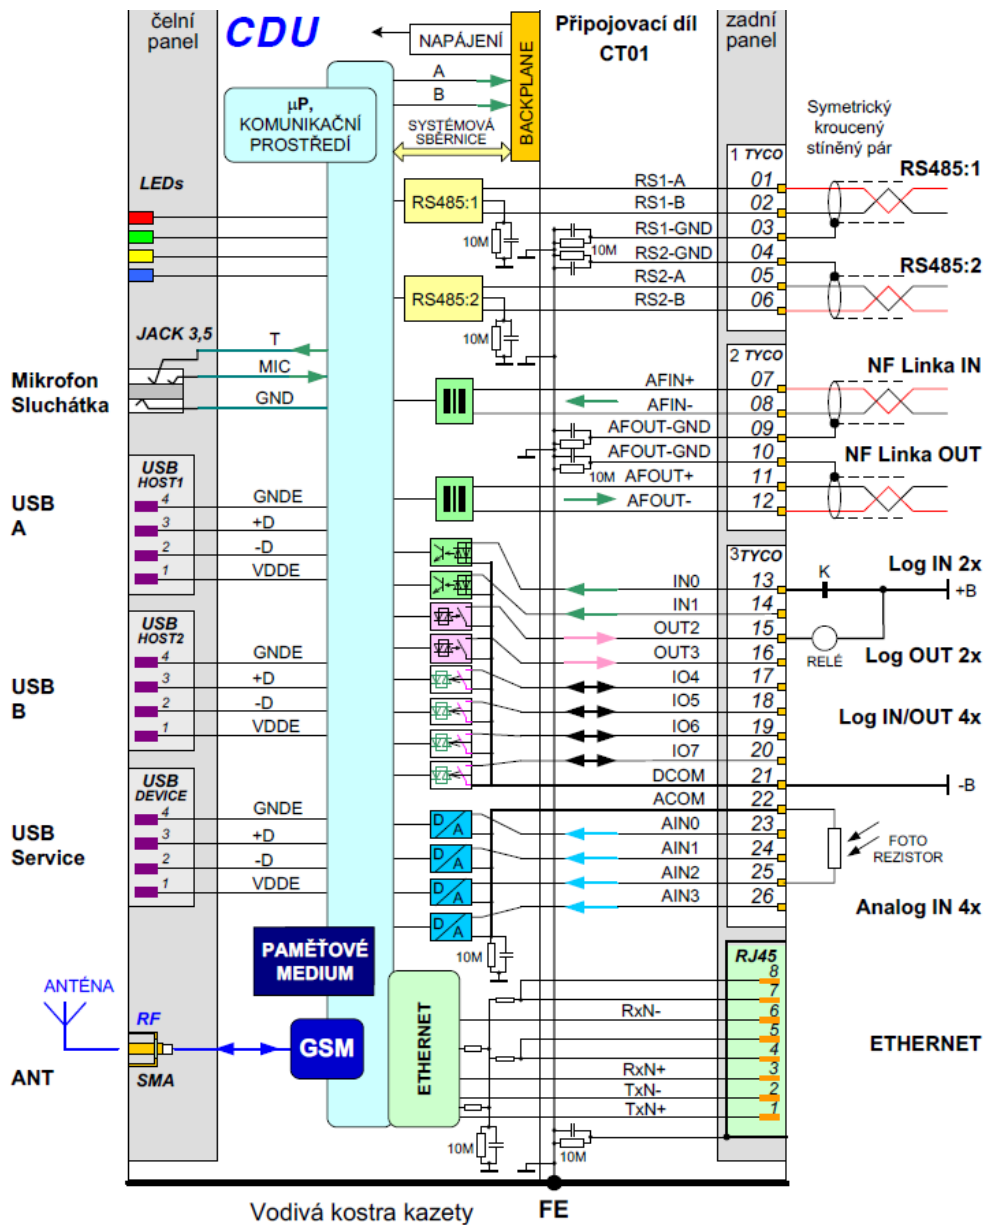 čelní
panel
CDU
NAPÁJENÍ
BACKPLANE
Připojovací díl
CT01
zadní
panel
A
B
µP,
KOMUNIKAČNÍ
PROSTŘEDÍ
SYSTÉMOVÁ
SBĚRNICE
Symetrický
kroucený
stíněný pár
1 TYCO
LEDs
RS485:1
RS1-A
01
RS485:1
RS1-B
02
RS1-GND
03
10M
10M
RS2-GND
04
RS485:2
RS2-A
05
RS485:2
RS2-B
06
10M
JACK 3,5
T
MIC
GND
Mikrofon
Sluchátka
2 TYCO
AFIN+
07
NF Linka IN
AFIN-
08
AFOUT-GND
09
AFOUT-GND
10
10M
AFOUT+
11
NF Linka OUT
AFOUT-
12
USB
A
USB
HOST1
4
GNDE
3
+D
2
-D
1
VDDE
3TYCO
IN0
13
K
Log IN 2x
+B
IN1
14
OUT2
15
RELÉ
OUT3
16
Log OUT 2x
IO4
17
IO5
18
Log IN/OUT 4x
IO6
19
IO7
20
DCOM
21
-B
USB
B
USB
HOST2
4
GNDE
3
+D
2
-D
1
VDDE
ACOM
22
D/A
AIN0
23
FOTO
REZISTOR
D/A
AIN1
24
D/A
AIN2
25
D/A
AIN3
26
Analog IN 4x
10M
USB
Service
USB
DEVICE
4
GNDE
3
+D
2
-D
1
VDDE
PAMĚŤOVÉ
MEDIUM
ANTÉNA
RF
GSM
SMA
ANT
ETHERNET
RJ45
8
7
RxN-
6
5
4
RxN+
3
TxN-
2
TxN+
1
ETHERNET
10M
10M
Vodivá kostra kazety
FE